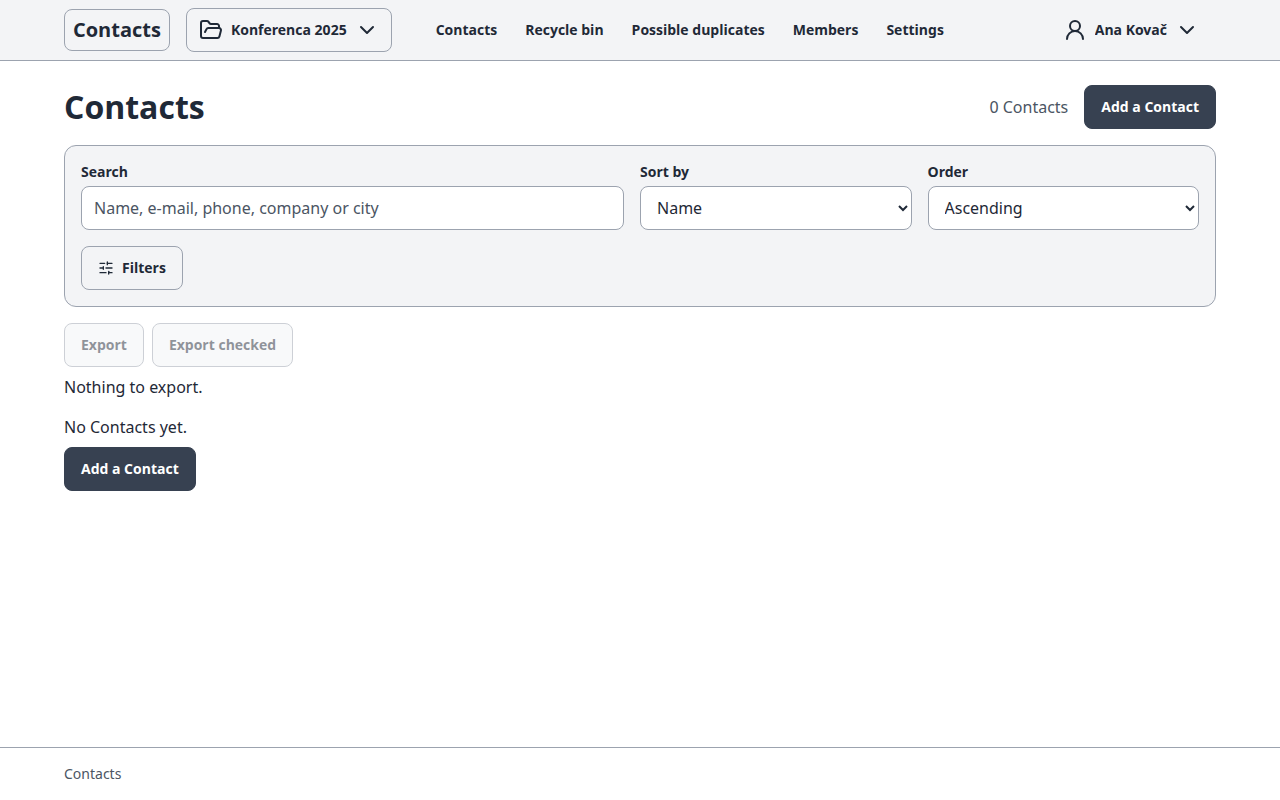 Contacts Konferenca 2025 Contacts Recycle bin Possible duplicates Members Settings Ana Kovač
Contacts 0 Contacts Add a Contact
Search Sort by Order
Name, e-mail, phone, company or city Name Ascending
Filters
Export Export checked
Nothing to export.
No Contacts yet.
Add a Contact
Contacts